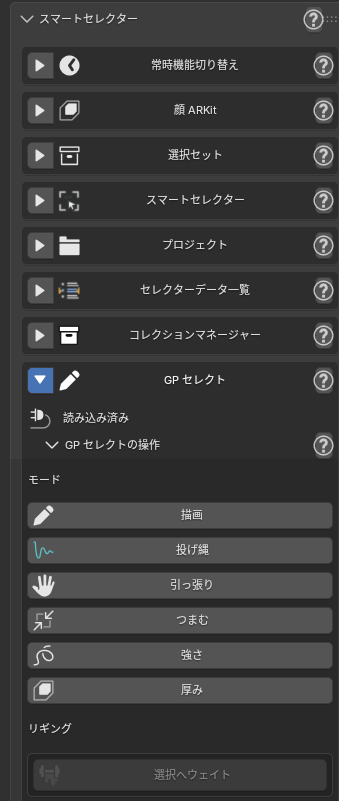 スマートセレクター
常時機能切り替え
顔 ARKit
選択セット
スマートセレクター
プロジェクト
セレクターデータ一覧
コレクションマネージャー
GP セレクト
読み込み済み
GP セレクトの操作
モード
描画
投げ縄
引っ張り
つまむ
強さ
厚み
リギング
選択へウェイト